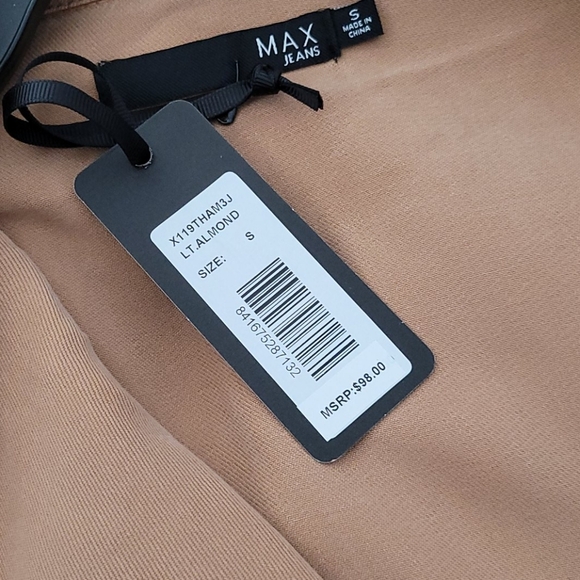 MAX
JEANS
S
MADE IN
CHINA
X119THAM3J
LT.ALMOND
SIZE: S
841675287132
MSRP:$98.00